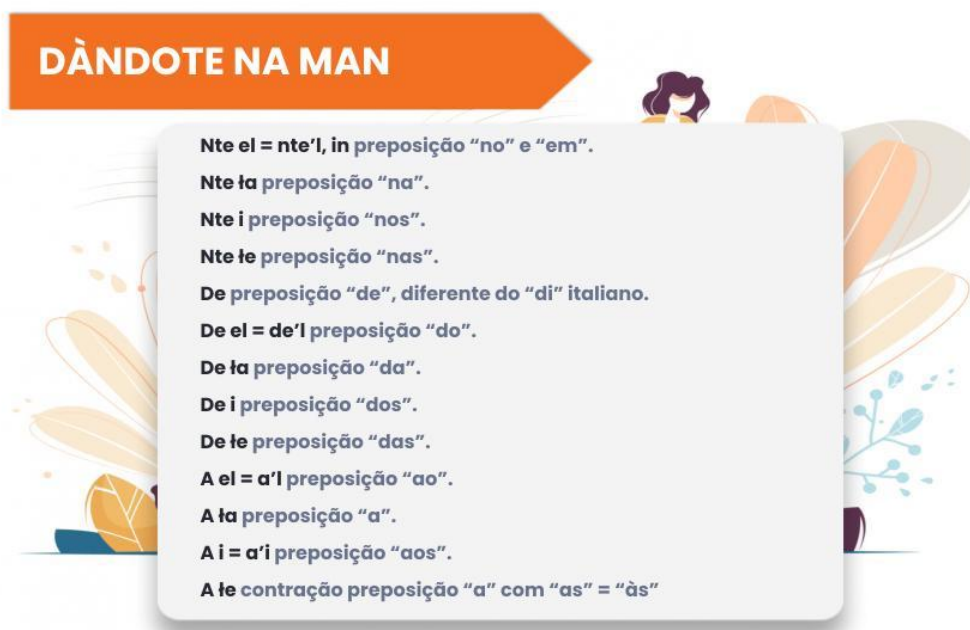 DÀNDOTE NA MAN
Nte el = nte’l, in preposição “no” e “em”.
Nte ła preposição “na”.
Nte i preposição “nos”.
Nte łe preposição “nas”.
De preposição “de”, diferente do “di” italiano.
De el = de’l preposição “do”.
De ła preposição “da”.
De i preposição “dos”.
De łe preposição “das”.
A el = a’l preposição “ao”.
A ła preposição “a”.
A i = a’i preposição “aos”.
A łe contração preposição “a” com “as” = “às”